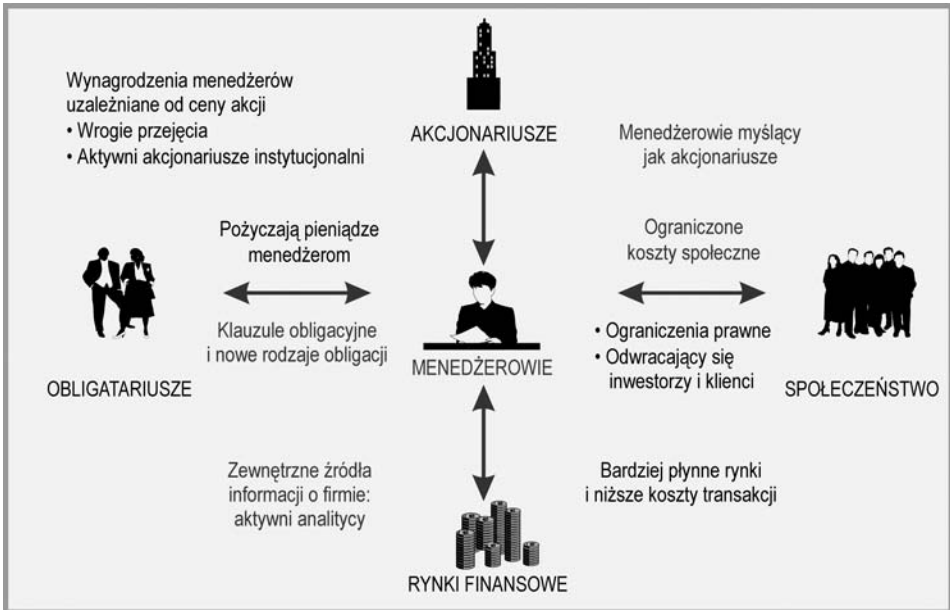 Wynagrodzenia menedżerów
uzależniane od ceny akcji
• Wrogie przejęcia
• Aktywni akcjonariusze instytucjonalni
AKCJONARIUSZE
Menedżerowie myślący
jak akcjonariusze
Pożyczają pieniądze
menedżerom
Klauzule obligacyjne
i nowe rodzaje obligacji
OBLIGATARIUSZE
MENEDŻEROWIE
Ograniczone
koszty społeczne
• Ograniczenia prawne
• Odwracający się
inwestorzy i klienci
SPOŁECZEŃSTWO
Zewnętrzne źródła
informacji o firmie:
aktywni analitycy
Bardziej płynne rynki
i niższe koszty transakcji
RYNKI FINANSOWE